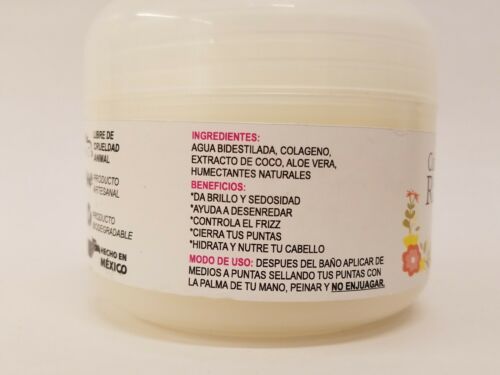 LIBRE DE
CRUELDAD
ANIMAL
PRODUCTO
ARTESANAL
PRODUCTO
BIODEGRADABLE
HECHO EN
MÉXICO
INGREDIENTES:
AGUA BIDESTILADA, COLAGENO,
EXTRACTO DE COCO, ALOE VERA,
HUMECTANTES NATURALES
BENEFICIOS:
*DA BRILLO Y SEDOSIDAD
*AYUDA A DESENREDAR
*CONTROLA EL FRIZZ
*CIERRA TUS PUNTAS
*HIDRATA Y NUTRE TU CABELLO
MODO DE USO: DESPUES DEL BAÑO APLICAR DE
MEDIOS A PUNTAS SELLANDO TUS PUNTAS CON
LA PALMA DE TU MANO, PEINAR Y NO ENJUAGAR.